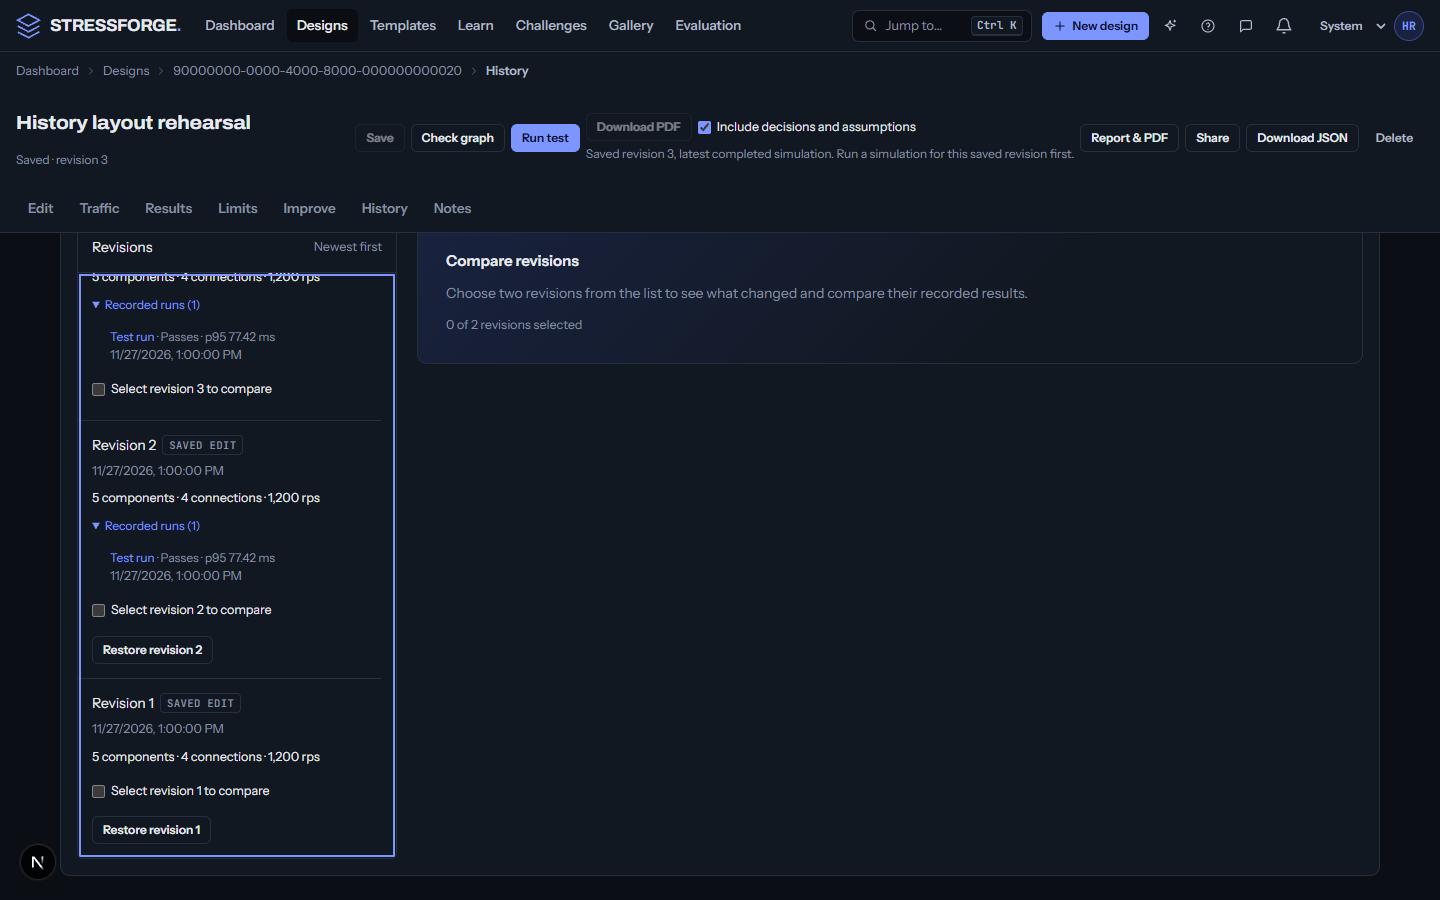 STRESSFORGE.
Dashboard
Designs
Templates
Learn
Challenges
Gallery
Evaluation
Jump to...
Ctrl K
New design
System
HR
Dashboard
Designs
90000000-0000-4000-8000-000000000020
History
History layout rehearsal
Saved · revision 3
Save
Check graph
Run test
Download PDF
Include decisions and assumptions
Saved revision 3, latest completed simulation. Run a simulation for this saved revision first.
Report & PDF
Share
Download JSON
Delete
Edit
Traffic
Results
Limits
Improve
History
Notes
Revisions
Newest first
5 components · 4 connections · 1,200 rps
Recorded runs (1)
Test run · Passes · p95 77.42 ms
11/27/2026, 1:00:00 PM
Select revision 3 to compare
Revision 2
SAVED EDIT
11/27/2026, 1:00:00 PM
5 components · 4 connections · 1,200 rps
Recorded runs (1)
Test run · Passes · p95 77.42 ms
11/27/2026, 1:00:00 PM
Select revision 2 to compare
Restore revision 2
Revision 1
SAVED EDIT
11/27/2026, 1:00:00 PM
5 components · 4 connections · 1,200 rps
Select revision 1 to compare
Restore revision 1
Compare revisions
Choose two revisions from the list to see what changed and compare their recorded results.
0 of 2 revisions selected
N